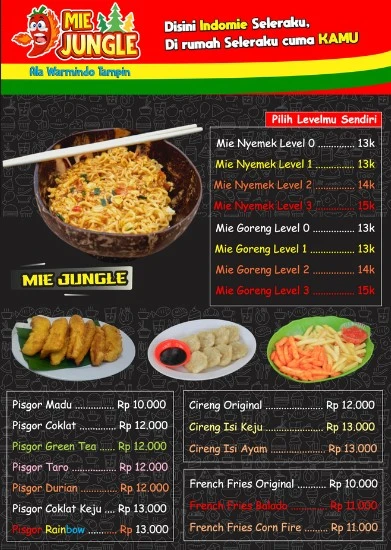 MIE JUNGLE
Ala Warmindo Tampin
Disini Indomie Seleraku,
Di rumah Seleraku cuma KAMU
Pilih Levelmu Sendiri
Mie Nyemek Level 0 .............. 13k
Mie Nyemek Level 1 .............. 13k
Mie Nyemek Level 2 .............. 14k
Mie Nyemek Level 3 .............. 15k
Mie Goreng Level 0 .............. 13k
Mie Goreng Level 1 .............. 13k
Mie Goreng Level 2 .............. 14k
Mie Goreng Level 3 .............. 15k
MIE JUNGLE
Pisgor Madu ............. Rp 10.000
Pisgor Coklat ........... Rp 12.000
Pisgor Green Tea ...... Rp 12.000
Pisgor Taro ............. Rp 12.000
Pisgor Durian .......... Rp 12.000
Pisgor Coklat Keju .... Rp 13.000
Pisgor Rainbow ........ Rp 13.000
Cireng Original ................... Rp 12.000
Cireng Isi Keju .................. Rp 13.000
Cireng Isi Ayam ................. Rp 13.000
French Fries Original .......... Rp 10.000
French Fries Balado ............ Rp 11.000
French Fries Corn Fire ....... Rp 11.000